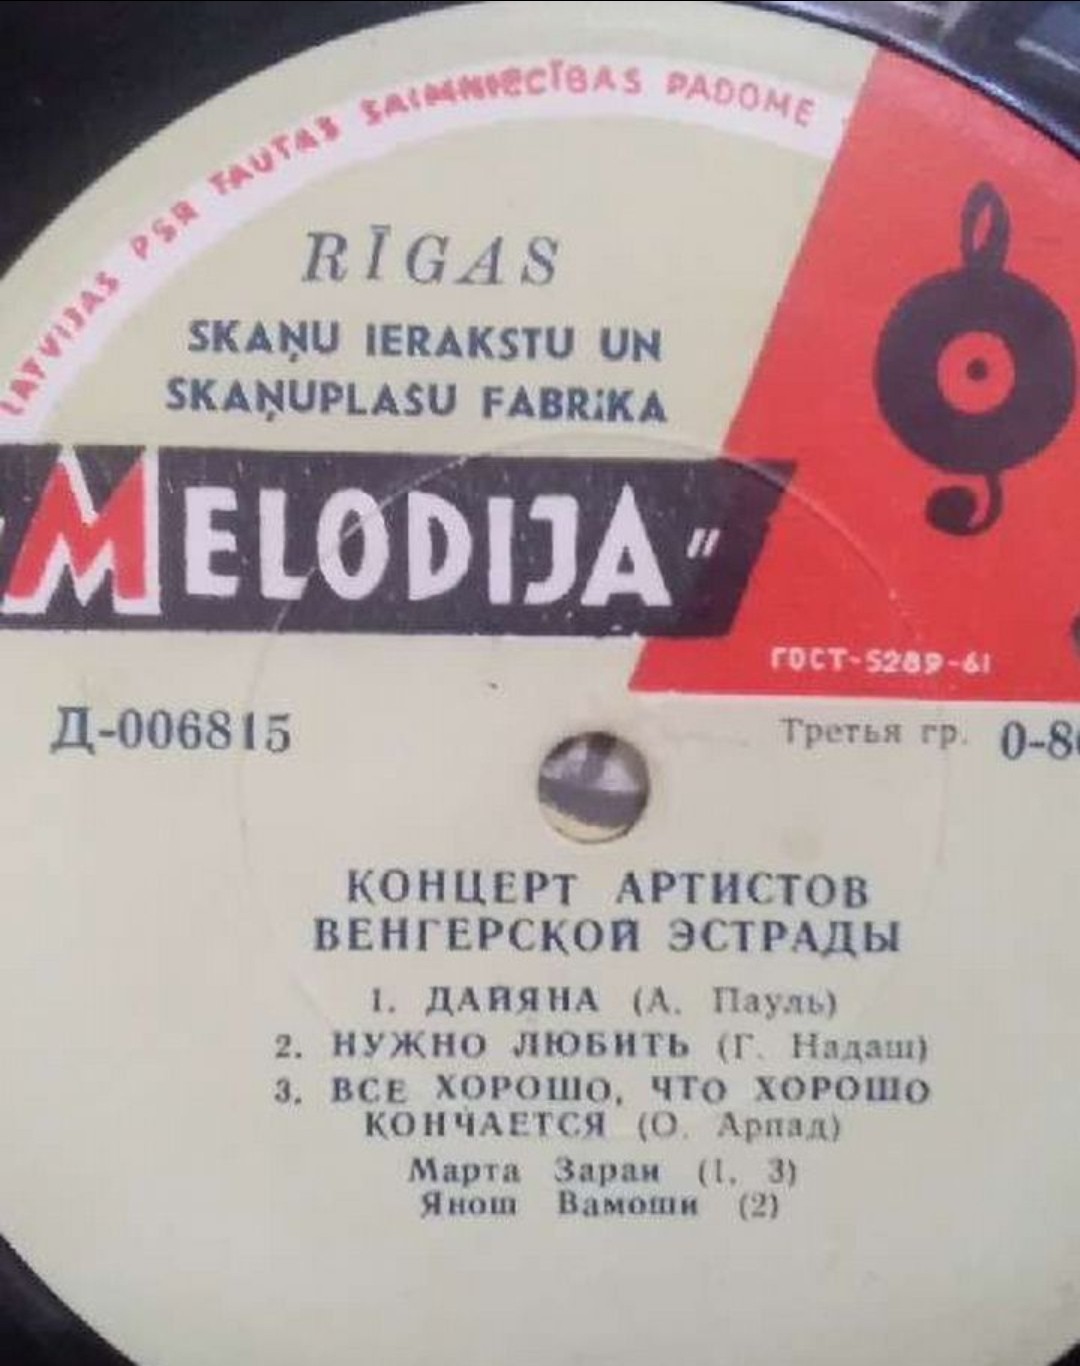 LATVIJAS PSR TAUTAS SAIMNIECĪBAS PADOME
RĪGAS
SKAŅU IERAKSTU UN
SKAŅUPLAŠU FABRIKA
"MELODIJA"
ГОСТ-5289-61
Д-006815 Третья гр.
КОНЦЕРТ АРТИСТОВ
ВЕНГЕРСКОЙ ЭСТРАДЫ
1. ДАЙЯНА (А. Пауль)
2. НУЖНО ЛЮБИТЬ (Г. Надаш)
3. ВСЕ ХОРОШО, ЧТО ХОРОШО
КОНЧАЕТСЯ (О. Арпад)
Марта Заран (1, 3)
Янош Вамоши (2)